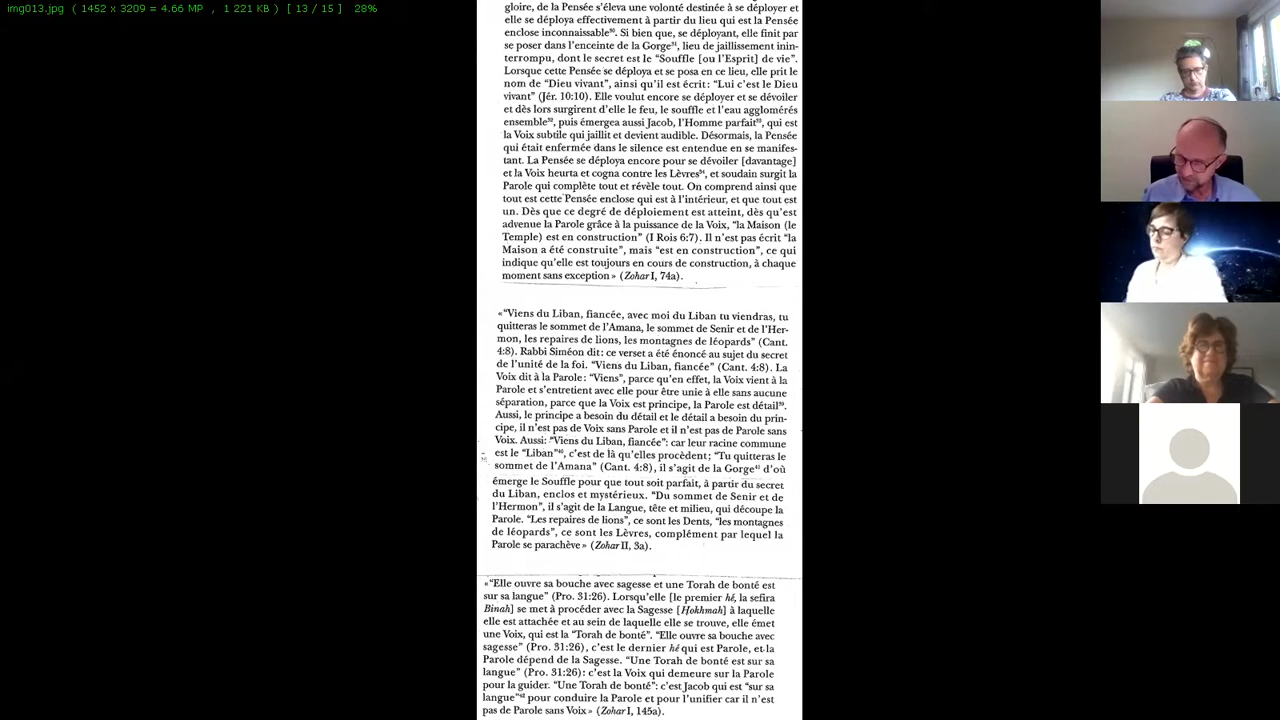 img013.jpg ( 1452 x 3209 = 4.66 MP , 1 221 KB ) [ 13 / 15 ] 28%
gloire, de la Pensée s'éleva une volonté destinée à se déployer et
elle se déploya effectivement à partir du lieu qui est la Pensée
enclose inconnaissable³⁰. Si bien que, se déployant, elle finit par
se poser dans l'enceinte de la Gorge³¹, lieu de jaillissement inin-
terrompu, dont le secret est le “Souffle [ou l'Esprit] de vie”.
Lorsque cette Pensée se déploya et se posa en ce lieu, elle prit le
nom de “Dieu vivant”, ainsi qu'il est écrit: “Lui c'est le Dieu
vivant” (Jér. 10:10). Elle voulut encore se déployer et se dévoiler
et dès lors surgirent d'elle le feu, le souffle et l'eau agglomérés
ensemble³², puis émergea aussi Jacob, l'Homme parfait³³, qui est
la Voix subtile qui jaillit et devient audible. Désormais, la Pensée
qui était enfermée dans le silence est entendue en se manifes-
tant. La Pensée se déploya encore pour se dévoiler [davantage]
et la Voix heurta et cogna contre les Lèvres³⁴, et soudain surgit la
Parole qui complète tout et révèle tout. On comprend ainsi que
tout est cette Pensée enclose qui est à l'intérieur, et que tout est
un. Dès que ce degré de déploiement est atteint, dès qu'est
advenue la Parole grâce à la puissance de la Voix, “la Maison (le
Temple) est en construction” (I Rois 6:7). Il n'est pas écrit “la
Maison a été construite”, mais “est en construction”, ce qui
indique qu'elle est toujours en cours de construction, à chaque
moment sans exception» (Zohar I, 74a).
«“Viens du Liban, fiancée, avec moi du Liban tu viendras, tu
quitteras le sommet de l'Amana, le sommet de Senir et de l'Her-
mon, les repaires de lions, les montagnes de léopards” (Cant.
4:8). Rabbi Siméon dit: ce verset a été énoncé au sujet du secret
de l'unité de la foi. “Viens du Liban, fiancée” (Cant. 4:8). La
Voix dit à la Parole: “Viens”, parce qu'en effet, la Voix vient à la
Parole et s'entretient avec elle pour être unie à elle sans aucune
séparation, parce que la Voix est principe, la Parole est détail³⁹.
Aussi, le principe a besoin du détail et le détail a besoin du prin-
cipe, il n'est pas de Voix sans Parole et il n'est pas de Parole sans
Voix. Aussi: “Viens du Liban, fiancée”: car leur racine commune
est le “Liban”⁴⁰, c'est de là qu'elles procèdent; “Tu quitteras le
sommet de l'Amana” (Cant. 4:8), il s'agit de la Gorge⁴¹ d'où
émerge le Souffle pour que tout soit parfait, à partir du secret
du Liban, enclos et mystérieux. “Du sommet de Senir et de
l'Hermon”, il s'agit de la Langue, tête et milieu, qui découpe la
Parole. “Les repaires de lions”, ce sont les Dents, “les montagnes
de léopards”, ce sont les Lèvres, complément par lequel la
Parole se parachève» (Zohar II, 3a).
«“Elle ouvre sa bouche avec sagesse et une Torah de bonté est
sur sa langue” (Pro. 31:26). Lorsqu'elle [le premier hé, la sefira
Binah] se met à procéder avec la Sagesse [Ḥokhmah] à laquelle
elle est attachée et au sein de laquelle elle se trouve, elle émet
une Voix, qui est la “Torah de bonté”. “Elle ouvre sa bouche avec
sagesse” (Pro. 31:26), c'est le dernier hé qui est Parole, et la
Parole dépend de la Sagesse. “Une Torah de bonté est sur sa
langue” (Pro. 31:26): c'est la Voix qui demeure sur la Parole
pour la guider. “Une Torah de bonté”: c'est Jacob qui est “sur sa
langue”⁴² pour conduire la Parole et pour l'unifier car il n'est
pas de Parole sans Voix» (Zohar I, 145a).